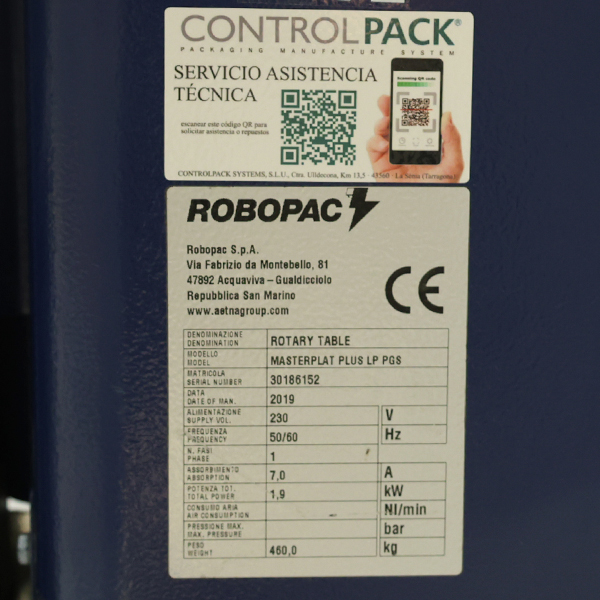 CONTROLPACK®
PACKAGING MANUFACTURE SYSTEM
SERVICIO ASISTENCIA
TÉCNICA
escanear este código QR para
solicitar asistencia o repuestos
Scanning QR code
CONTROLPACK SYSTEMS, S.L.U., Ctra. Ulldecona, Km 13,5 · 43560 · La Senia (Tarragona)
ROBOPAC
Robopac S.p.A.
Via Fabrizio da Montebello, 81
47892 Acquaviva – Gualdicciolo
Repubblica San Marino
www.aetnagroup.com
CE
DENOMINAZIONE
DENOMINATION ROTARY TABLE
MODELLO
MODEL MASTERPLAT PLUS LP PGS
MATRICOLA
SERIAL NUMBER 30186152
DATA
DATE OF MAN. 2019
ALIMENTAZIONE
SUPPLY VOL. 230 V
FREQUENZA
FREQUENCY 50/60 Hz
N. FASI
PHASE 1
ASSORBIMENTO
ABSORPTION 7,0 A
POTENZA TOT.
TOTAL POWER 1,9 kW
CONSUMO ARIA
AIR CONSUMPTION – Nl/min
PRESSIONE MAX.
MAX. PRESSURE bar
PESO
WEIGHT 460,0 kg